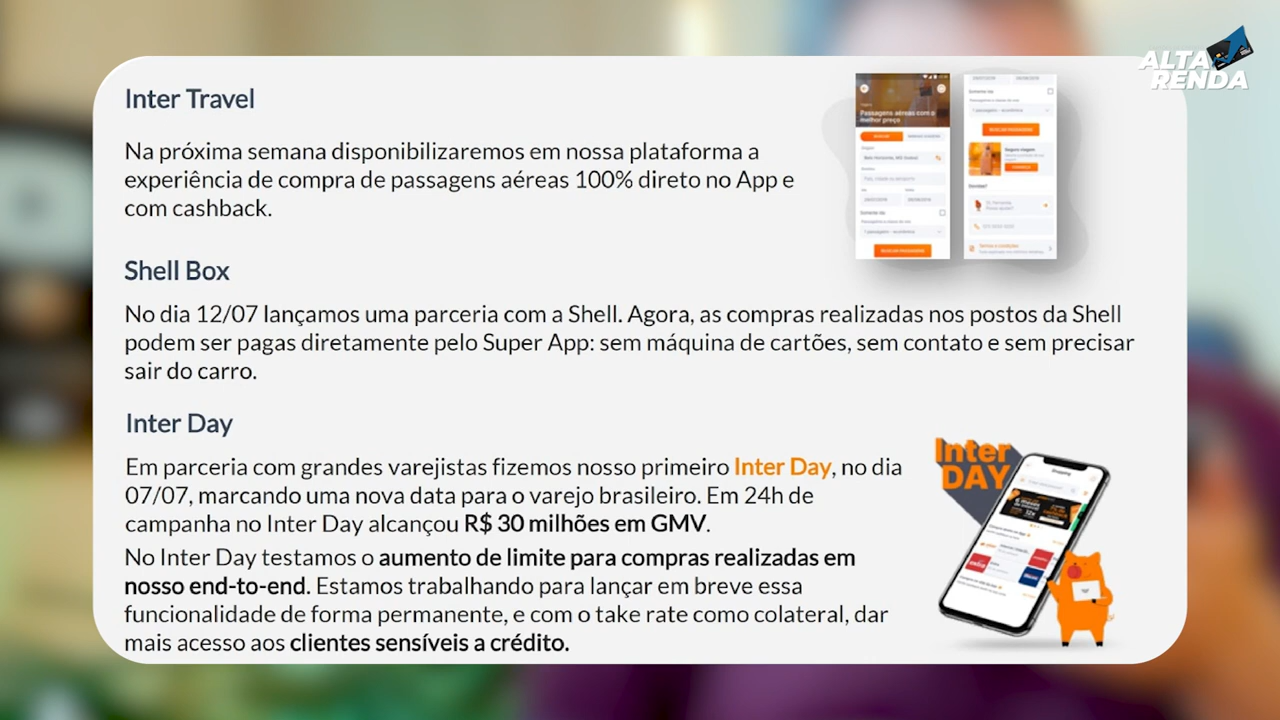 ALTA
RENDA
Inter Travel
Na próxima semana disponibilizaremos em nossa plataforma a
experiência de compra de passagens aéreas 100% direto no App e
com cashback.
Passagens aéreas com o
melhor preço
Shell Box
No dia 12/07 lançamos uma parceria com a Shell. Agora, as compras realizadas nos postos da Shell
podem ser pagas diretamente pelo Super App: sem máquina de cartões, sem contato e sem precisar
sair do carro.
Inter Day
Em parceria com grandes varejistas fizemos nosso primeiro Inter Day, no dia
07/07, marcando uma nova data para o varejo brasileiro. Em 24h de
campanha no Inter Day alcançou R$ 30 milhões em GMV.
No Inter Day testamos o aumento de limite para compras realizadas em
nosso end-to-end. Estamos trabalhando para lançar em breve essa
funcionalidade de forma permanente, e com o take rate como colateral, dar
mais acesso aos clientes sensíveis a crédito.
Inter
DAY